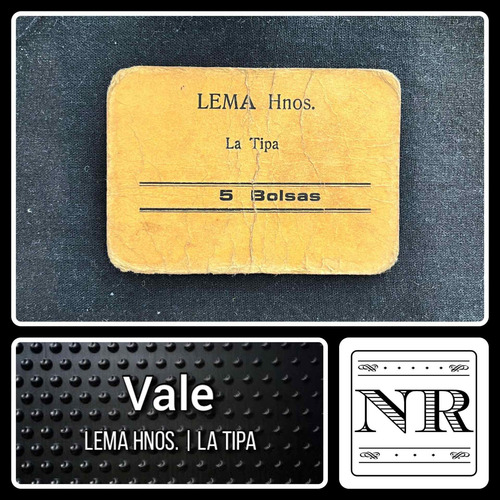 LEMA Hnos.
La Tipa
5 Bolsas
Vale
LEMA HNOS. | LA TIPA
NR